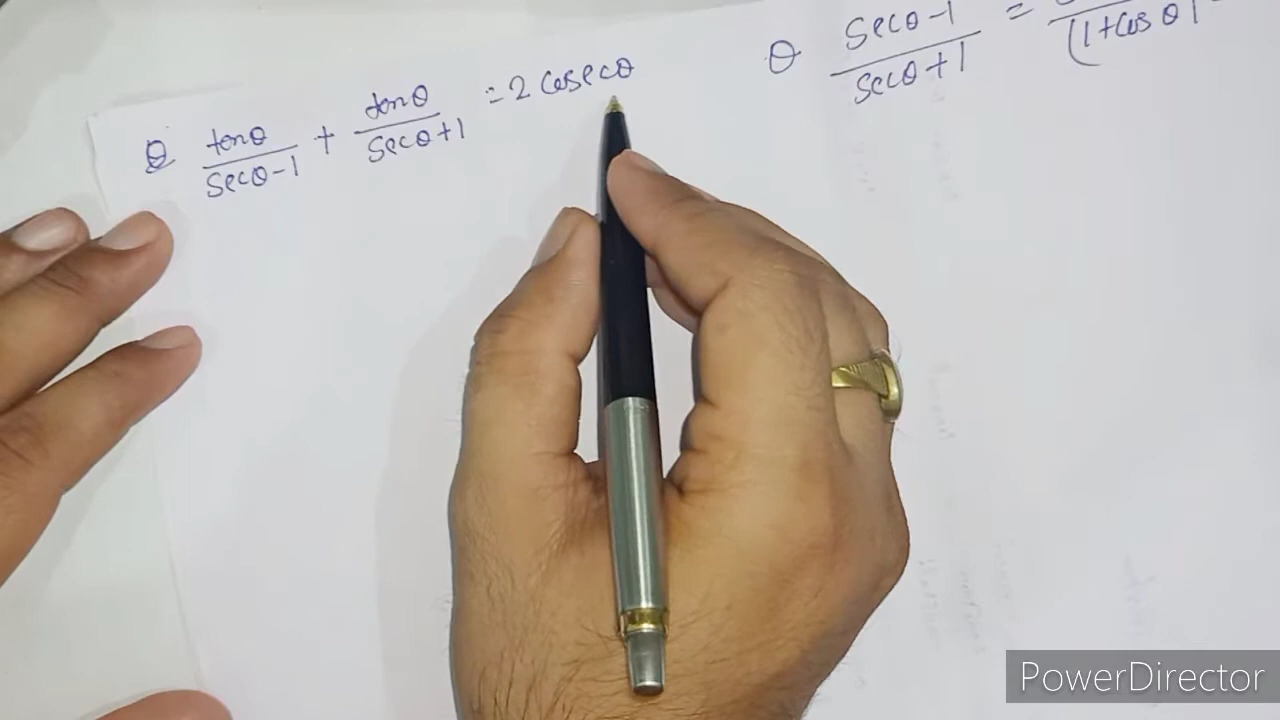 θ tanθ/secθ-1 + tanθ/secθ+1 = 2 cosecθ
θ secθ-1/secθ+1 = /(1+cosθ)
PowerDirector